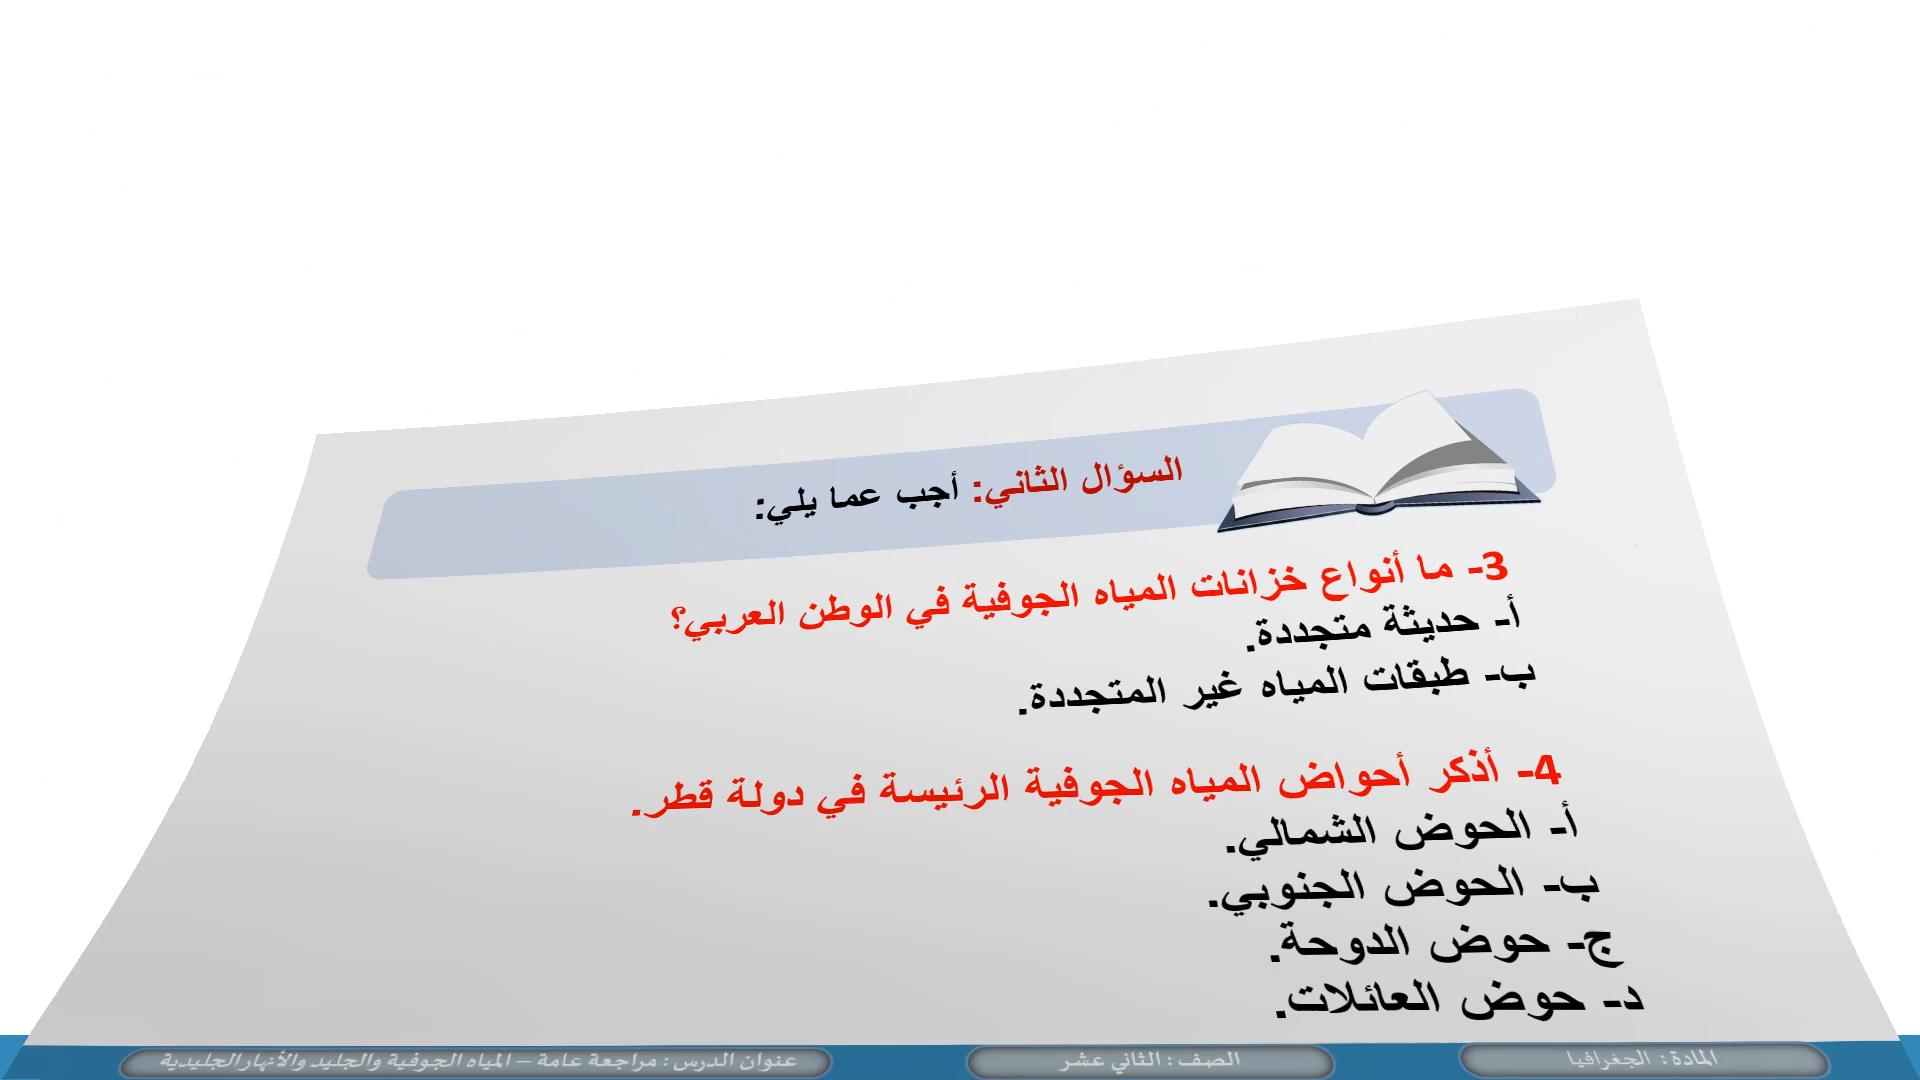 السؤال الثاني: أجب عما يلي:
3- ما أنواع خزانات المياه الجوفية في الوطن العربي؟
أ- حديثة متجددة.
ب- طبقات المياه غير المتجددة.
4- أذكر أحواض المياه الجوفية الرئيسة في دولة قطر.
أ- الحوض الشمالي.
ب- الحوض الجنوبي.
ج- حوض الدوحة.
د- حوض العائلات.
المادة: الجغرافيا
الصف: الثاني عشر
عنوان الدرس: مراجعة عامة – المياه الجوفية والجليد والأنهار الجليدية